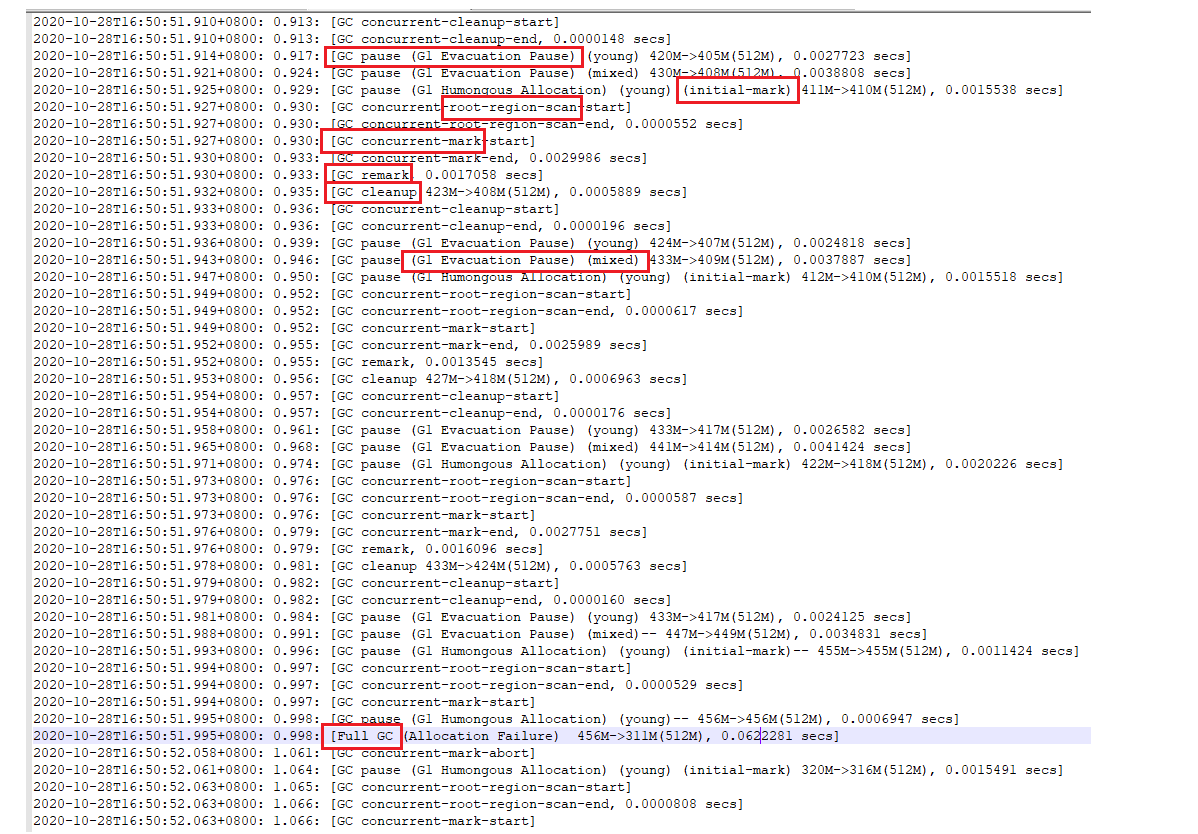 2020-10-28T16:50:51.910+0800: 0.913: [GC concurrent-cleanup-start]
2020-10-28T16:50:51.910+0800: 0.913: [GC concurrent-cleanup-end, 0.0000148 secs]
2020-10-28T16:50:51.914+0800: 0.917: [GC pause (G1 Evacuation Pause) (young) 420M->405M(512M), 0.0027723 secs]
2020-10-28T16:50:51.921+0800: 0.924: [GC pause (G1 Evacuation Pause) (mixed) 430M->408M(512M), 0.0038808 secs]
2020-10-28T16:50:51.925+0800: 0.929: [GC pause (G1 Humongous Allocation) (young) (initial-mark) 411M->410M(512M), 0.0015538 secs]
2020-10-28T16:50:51.927+0800: 0.930: [GC concurrent-root-region-scan-start]
2020-10-28T16:50:51.927+0800: 0.930: [GC concurrent-root-region-scan-end, 0.0000552 secs]
2020-10-28T16:50:51.927+0800: 0.930: [GC concurrent-mark-start]
2020-10-28T16:50:51.930+0800: 0.933: [GC concurrent-mark-end, 0.0029986 secs]
2020-10-28T16:50:51.930+0800: 0.933: [GC remark, 0.0017058 secs]
2020-10-28T16:50:51.932+0800: 0.935: [GC cleanup 423M->408M(512M), 0.0005889 secs]
2020-10-28T16:50:51.933+0800: 0.936: [GC concurrent-cleanup-start]
2020-10-28T16:50:51.933+0800: 0.936: [GC concurrent-cleanup-end, 0.0000196 secs]
2020-10-28T16:50:51.936+0800: 0.939: [GC pause (G1 Evacuation Pause) (young) 424M->407M(512M), 0.0024818 secs]
2020-10-28T16:50:51.943+0800: 0.946: [GC pause (G1 Evacuation Pause) (mixed) 433M->409M(512M), 0.0037887 secs]
2020-10-28T16:50:51.947+0800: 0.950: [GC pause (G1 Humongous Allocation) (young) (initial-mark) 412M->410M(512M), 0.0015518 secs]
2020-10-28T16:50:51.949+0800: 0.952: [GC concurrent-root-region-scan-start]
2020-10-28T16:50:51.949+0800: 0.952: [GC concurrent-root-region-scan-end, 0.0000617 secs]
2020-10-28T16:50:51.949+0800: 0.952: [GC concurrent-mark-start]
2020-10-28T16:50:51.952+0800: 0.955: [GC concurrent-mark-end, 0.0025989 secs]
2020-10-28T16:50:51.952+0800: 0.955: [GC remark, 0.0013545 secs]
2020-10-28T16:50:51.953+0800: 0.956: [GC cleanup 427M->418M(512M), 0.0006963 secs]
2020-10-28T16:50:51.954+0800: 0.957: [GC concurrent-cleanup-start]
2020-10-28T16:50:51.954+0800: 0.957: [GC concurrent-cleanup-end, 0.0000176 secs]
2020-10-28T16:50:51.958+0800: 0.961: [GC pause (G1 Evacuation Pause) (young) 433M->417M(512M), 0.0026582 secs]
2020-10-28T16:50:51.965+0800: 0.968: [GC pause (G1 Evacuation Pause) (mixed) 441M->414M(512M), 0.0041424 secs]
2020-10-28T16:50:51.971+0800: 0.974: [GC pause (G1 Humongous Allocation) (young) (initial-mark) 422M->418M(512M), 0.0020226 secs]
2020-10-28T16:50:51.973+0800: 0.976: [GC concurrent-root-region-scan-start]
2020-10-28T16:50:51.973+0800: 0.976: [GC concurrent-root-region-scan-end, 0.0000587 secs]
2020-10-28T16:50:51.973+0800: 0.976: [GC concurrent-mark-start]
2020-10-28T16:50:51.976+0800: 0.979: [GC concurrent-mark-end, 0.0027751 secs]
2020-10-28T16:50:51.976+0800: 0.979: [GC remark, 0.0016096 secs]
2020-10-28T16:50:51.978+0800: 0.981: [GC cleanup 433M->424M(512M), 0.0005763 secs]
2020-10-28T16:50:51.979+0800: 0.982: [GC concurrent-cleanup-start]
2020-10-28T16:50:51.979+0800: 0.982: [GC concurrent-cleanup-end, 0.0000160 secs]
2020-10-28T16:50:51.981+0800: 0.984: [GC pause (G1 Evacuation Pause) (young) 433M->417M(512M), 0.0024125 secs]
2020-10-28T16:50:51.988+0800: 0.991: [GC pause (G1 Evacuation Pause) (mixed)-- 447M->449M(512M), 0.0034831 secs]
2020-10-28T16:50:51.993+0800: 0.996: [GC pause (G1 Humongous Allocation) (young) (initial-mark)-- 455M->455M(512M), 0.0011424 secs]
2020-10-28T16:50:51.994+0800: 0.997: [GC concurrent-root-region-scan-start]
2020-10-28T16:50:51.994+0800: 0.997: [GC concurrent-root-region-scan-end, 0.0000529 secs]
2020-10-28T16:50:51.994+0800: 0.997: [GC concurrent-mark-start]
2020-10-28T16:50:51.995+0800: 0.998: [GC pause (G1 Humongous Allocation) (young)-- 456M->456M(512M), 0.0006947 secs]
2020-10-28T16:50:51.995+0800: 0.998: [Full GC (Allocation Failure)  456M->311M(512M), 0.0622281 secs]
2020-10-28T16:50:52.058+0800: 1.061: [GC concurrent-mark-abort]
2020-10-28T16:50:52.061+0800: 1.064: [GC pause (G1 Humongous Allocation) (young) (initial-mark) 320M->316M(512M), 0.0015491 secs]
2020-10-28T16:50:52.063+0800: 1.065: [GC concurrent-root-region-scan-start]
2020-10-28T16:50:52.063+0800: 1.066: [GC concurrent-root-region-scan-end, 0.0000808 secs]
2020-10-28T16:50:52.063+0800: 1.066: [GC concurrent-mark-start]